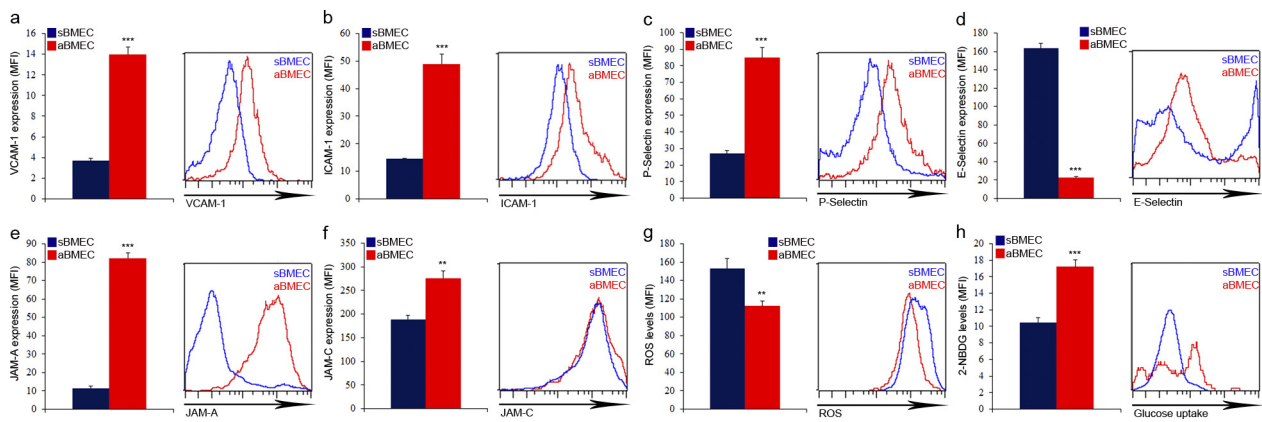 a
sBMEC
aBMEC
VCAM-1 expression (MFI)
16
14
12
10
8
6
4
2
0
***
sBMEC
aBMEC
VCAM-1
b
sBMEC
aBMEC
ICAM-1 expression (MFI)
60
50
40
30
20
10
0
***
sBMEC
aBMEC
ICAM-1
c
sBMEC
aBMEC
P-Selectin expression (MFI)
100
90
80
70
60
50
40
30
20
10
0
***
sBMEC
aBMEC
P-Selectin
d
sBMEC
aBMEC
E-Selectin expression (MFI)
180
160
140
120
100
80
60
40
20
0
***
sBMEC
aBMEC
E-Selectin
e
sBMEC
aBMEC
JAM-A expression (MFI)
90
80
70
60
50
40
30
20
10
0
***
sBMEC
aBMEC
JAM-A
f
sBMEC
aBMEC
JAM-C expression (MFI)
350
300
250
200
150
100
50
0
**
sBMEC
aBMEC
JAM-C
g
sBMEC
aBMEC
ROS levels (MFI)
180
160
140
120
100
80
60
40
20
0
**
sBMEC
aBMEC
ROS
h
sBMEC
aBMEC
2-NBDG levels (MFI)
20
18
16
14
12
10
8
6
4
2
0
***
sBMEC
aBMEC
Glucose uptake